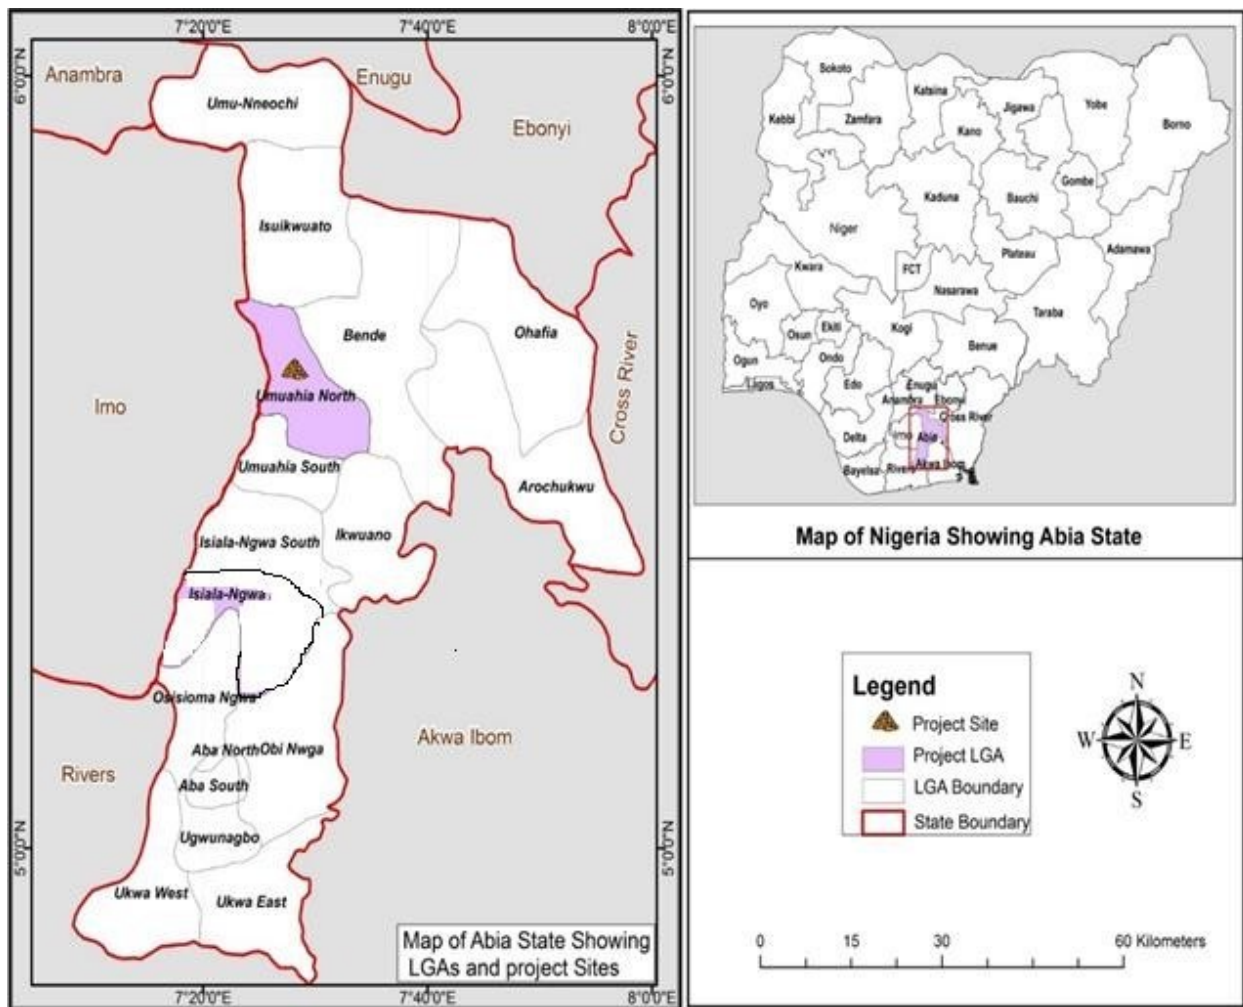 7°20'0"E
7°40'0"E
8°0'0"E
6°0'0"N
6°0'0"N
Anambra
Enugu
Umu-Nneochi
Ebonyi
Isuikwuato
Bende
Ohafia
Cross River
Imo
Umuahia North
Umuahia South
Arochukwu
Isiala-Ngwa South
Ikwuano
Isiala-Ngwa
Osisioma Ngwa
Akwa Ibom
Aba North
Obi Nwga
Rivers
Aba South
Ugwunagbo
5°0'0"N
5°0'0"N
Ukwa West
Ukwa East
Map of Abia State Showing
LGAs and project Sites
7°20'0"E
7°40'0"E
8°0'0"E
Sokoto
Katsina
Jigawa
Yobe
Kebbi
Zamfara
Kano
Borno
Gombe
Kaduna
Bauchi
Niger
Adamawa
Plateau
Kwara
FCT
Nasarawa
Oyo
Taraba
Osun
Ekiti
Kogi
Benue
Ogun
Ondo
Lagos
Edo
Enugu
Anambra
Ebonyi
Cross River
Delta
Imo
Abia
Bayelsa
Rivers
Akwa Ibom
Map of Nigeria Showing Abia State
Legend
Project Site
Project LGA
LGA Boundary
State Boundary
N
W
E
S
0
15
30
60 Kilometers